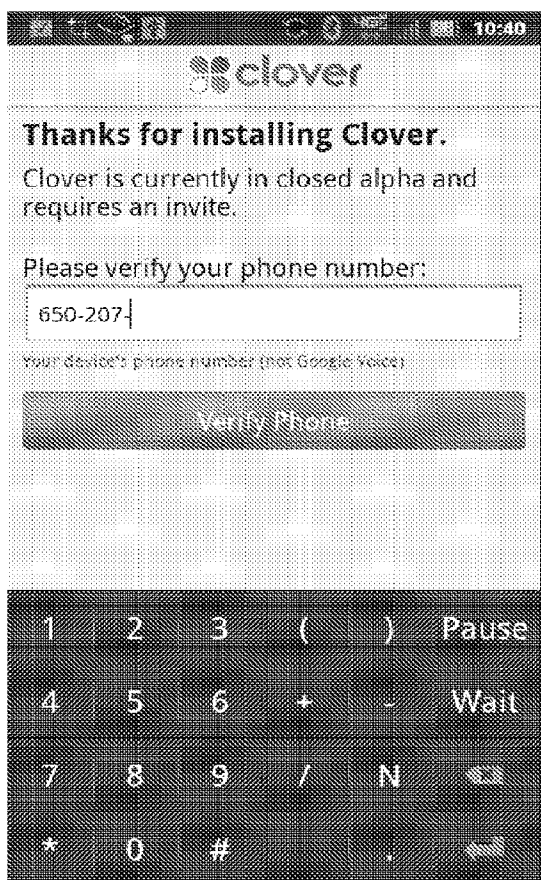 10:40
clover
Thanks for installing Clover.
Clover is currently in closed alpha and
requires an invite.
Please verify your phone number:
650-207-
Your device's phone number (not Google Voice)
Verify Phone
1 2 3 ( ) Pause
4 5 6 + - Wait
7 8 9 / N
* 0 # .